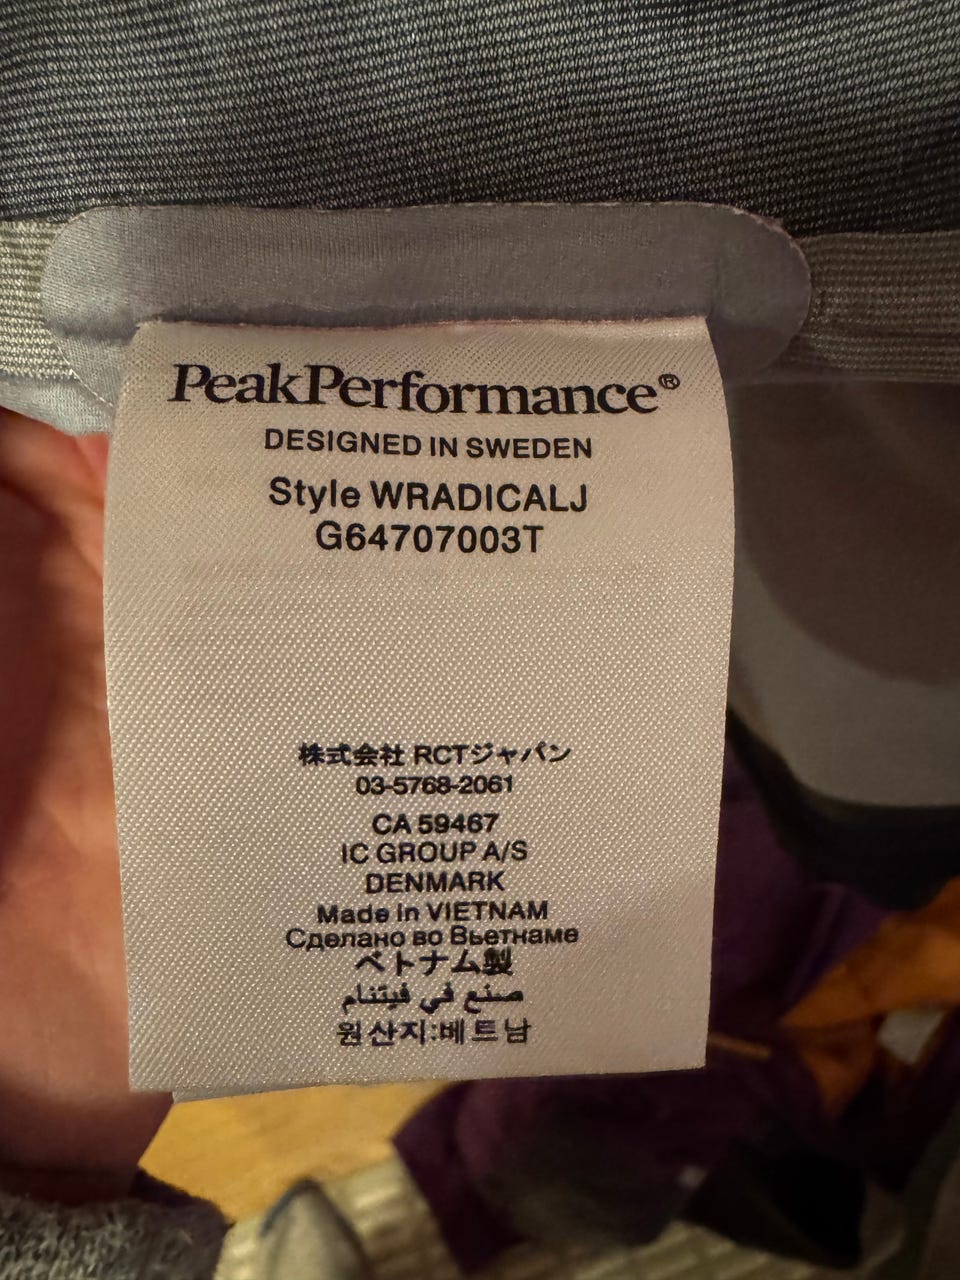 PeakPerformance®
DESIGNED IN SWEDEN
Style WRADICALJ
G64707003T
株式会社 RCTジャパン
03-5768-2061
CA 59467
IC GROUP A/S
DENMARK
Made in VIETNAM
Сделано во Вьетнаме
ベトナム製
صنع في فيتنام
원산지:베트남